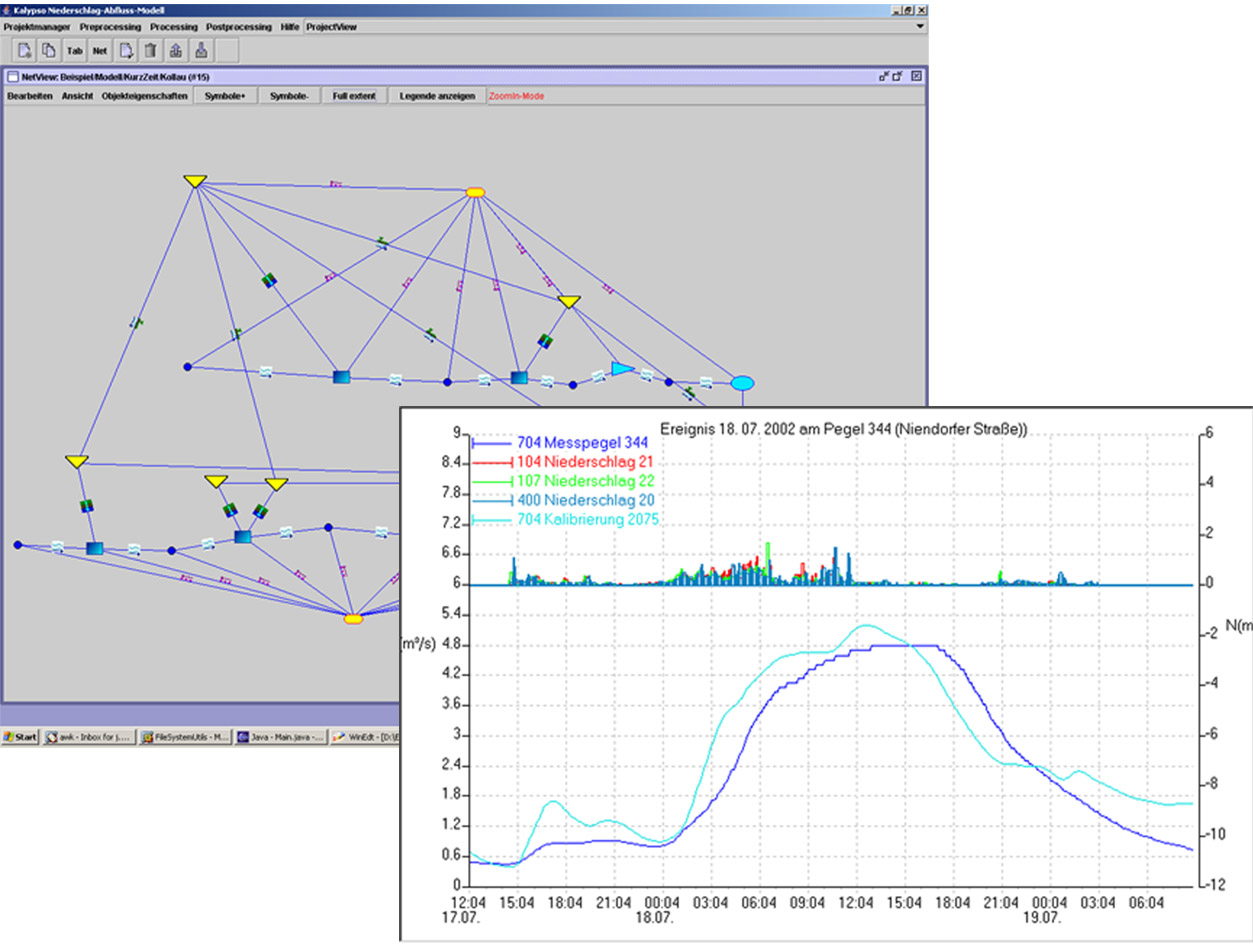 Kalypso Niederschlag-Abfluss-Modell
Projektmanager Preprocessing Processing Postprocessing Hilfe ProjectView
Tab Net
NetView: Beispiel/Modell/KurzZeit/Kollau (#15)
Bearbeiten Ansicht Objekteigenschaften Symbole+ Symbole- Full extent Legende anzeigen ZoomIn-Mode
Ereignis 18. 07. 2002 am Pegel 344 (Niendorfer Straße))
704 Messpegel 344
104 Niederschlag 21
107 Niederschlag 22
400 Niederschlag 20
704 Kalibrierung 2075
9
8.4
7.8
7.2
6.6
6
5.4
4.8
4.2
3.6
3
2.4
1.8
1.2
0.6
0
(m³/s)
6
4
2
0
-2
-4
-6
-8
-10
-12
N(m
12:04 15:04 18:04 21:04 00:04 03:04 06:04 09:04 12:04 15:04 18:04 21:04 00:04 03:04 06:04
17.07. 18.07. 19.07.
Start awk - Inbox for j.... FileSystemUtils - M... Java - Main.java -... WinEdt - [D:\E